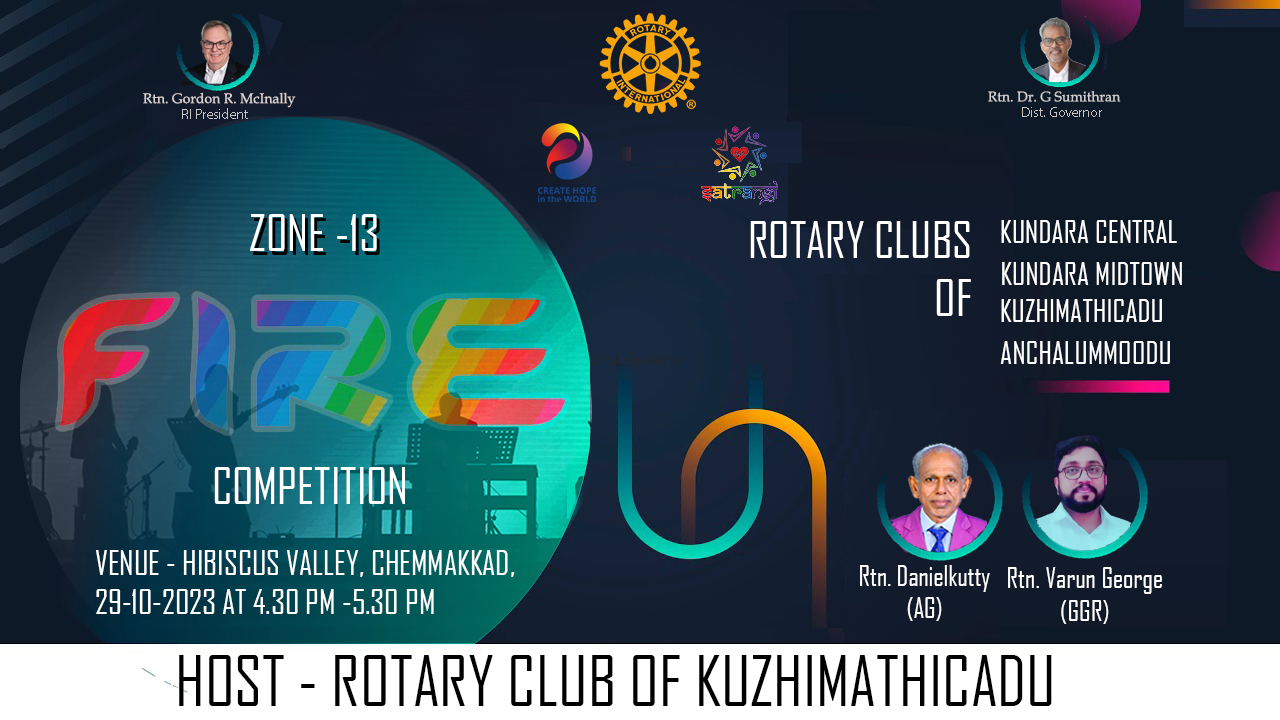 Rtn. Gordon R. McInally
RI President
ROTARY
INTERNATIONAL
®
Rtn. Dr. G Sumithran
Dist. Governor
CREATE HOPE
in the WORLD
satrangi
ZONE -13
FIRE
COMPETITION
VENUE - HIBISCUS VALLEY, CHEMMAKKAD,
29-10-2023 AT 4.30 PM -5.30 PM
ROTARY CLUBS
OF
KUNDARA CENTRAL
KUNDARA MIDTOWN
KUZHIMATHICADU
ANCHALUMMOODU
Rtn. Danielkutty
(AG)
Rtn. Varun George
(GGR)
HOST - ROTARY CLUB OF KUZHIMATHICADU